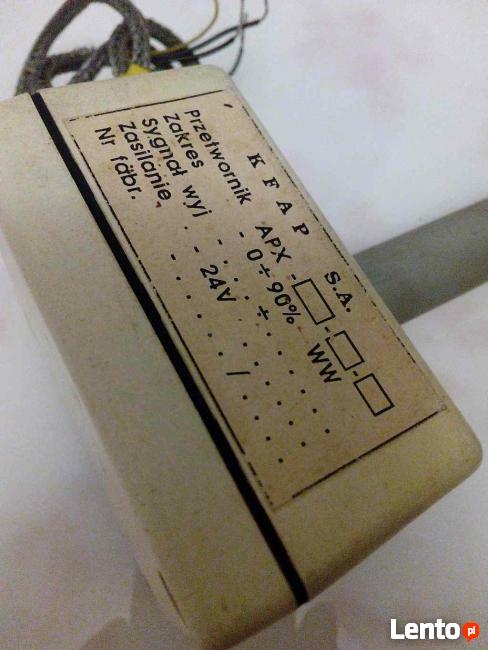 K F A P S.A.
Przetwornik APX -□-□-□
Zakres - 0÷90% WW
Sygnał wyj . - . . . ÷ . . . . . .
Zasilanie - . 24V . . . . . .
Nr fabr. - . . . . . / . . . . .
Lento pl